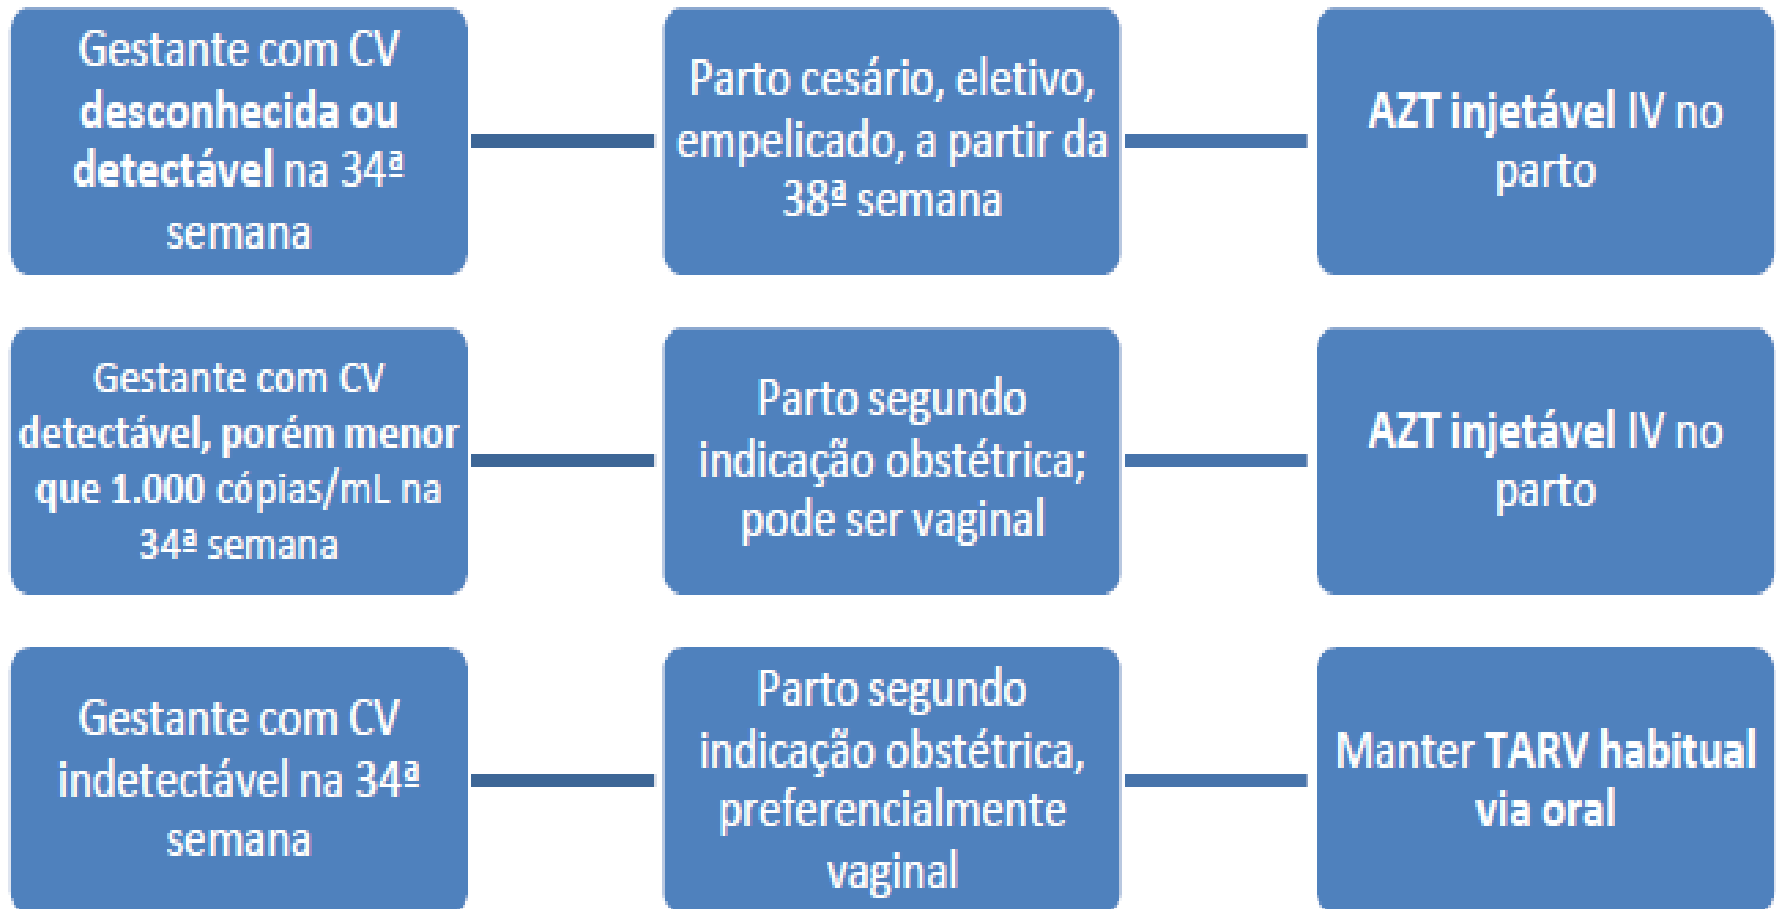 Gestante com CV
desconhecida ou
detectável na 34ª
semana
Parto cesário, eletivo,
empelicado, a partir da
38ª semana
AZT injetável IV no
parto
Gestante com CV
detectável, porém menor
que 1.000 cópias/mL na
34ª semana
Parto segundo
indicação obstétrica;
pode ser vaginal
AZT injetável IV no
parto
Gestante com CV
indetectável na 34ª
semana
Parto segundo
indicação obstétrica,
preferencialmente
vaginal
Manter TARV habitual
via oral